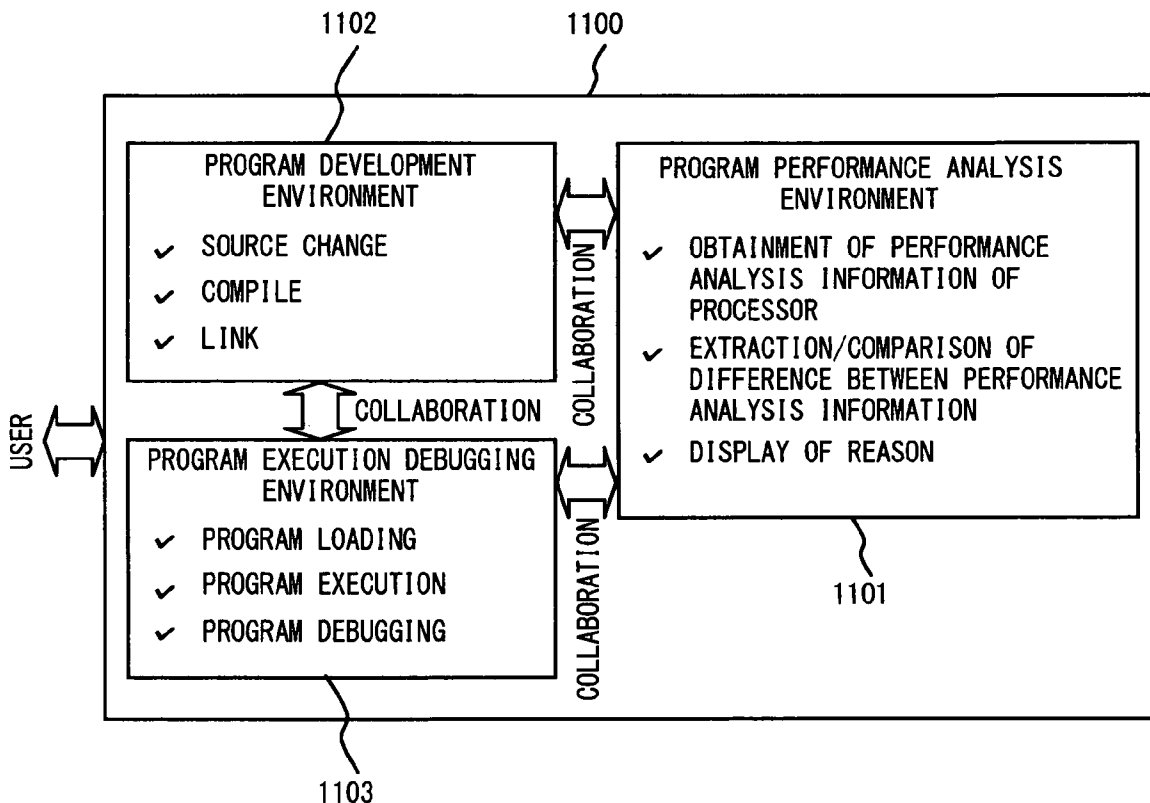 1102
1100
PROGRAM DEVELOPMENT
ENVIRONMENT
✓ SOURCE CHANGE
✓ COMPILE
✓ LINK
COLLABORATION
PROGRAM PERFORMANCE ANALYSIS
ENVIRONMENT
✓ OBTAINMENT OF PERFORMANCE
ANALYSIS INFORMATION OF
PROCESSOR
✓ EXTRACTION/COMPARISON OF
DIFFERENCE BETWEEN PERFORMANCE
ANALYSIS INFORMATION
✓ DISPLAY OF REASON
COLLABORATION
USER
PROGRAM EXECUTION DEBUGGING
ENVIRONMENT
✓ PROGRAM LOADING
✓ PROGRAM EXECUTION
✓ PROGRAM DEBUGGING
COLLABORATION
1101
1103